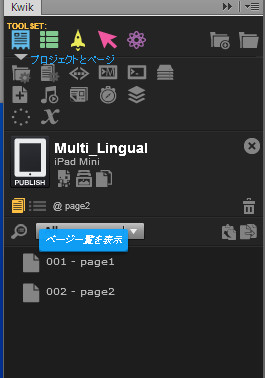 Kwik
TOOLSET:
プロジェクトとページ
Multi_Lingual
iPad Mini
PUBLISH
@ page2
ページ一覧を表示
001 - page1
002 - page2